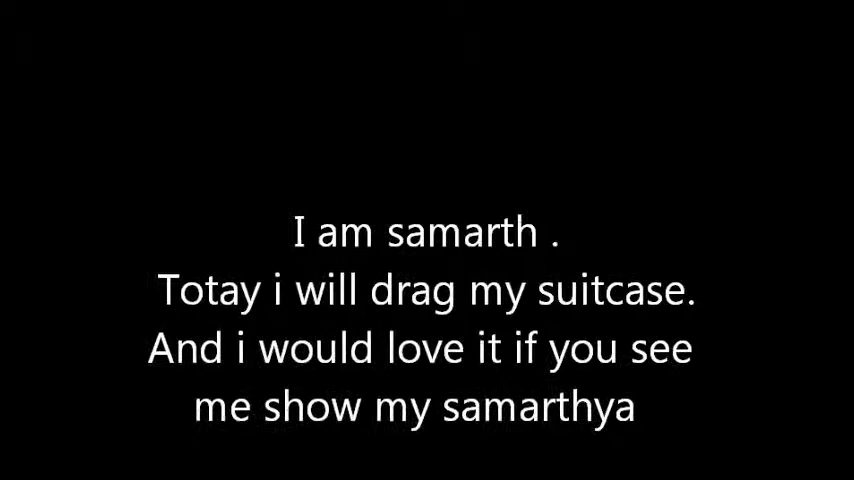 I am samarth .
Totay i will drag my suitcase.
And i would love it if you see
me show my samarthya